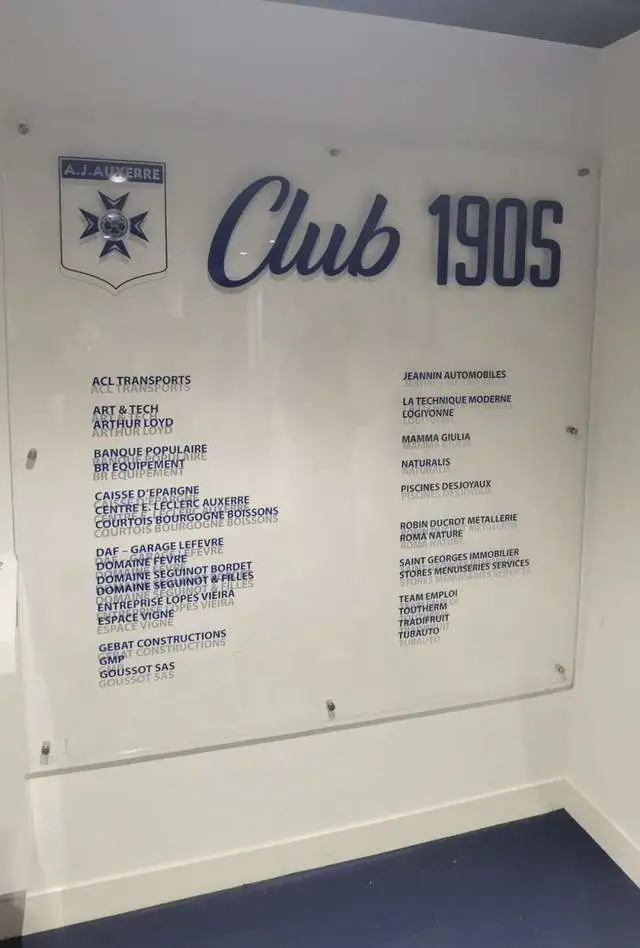 A.J.AUXERRE
Club 1905
ACL TRANSPORTS
ART & TECH
ARTHUR LOYD
BANQUE POPULAIRE
BR EQUIPEMENT
CAISSE D'EPARGNE
CENTRE E. LECLERC AUXERRE
COURTOIS BOURGOGNE BOISSONS
DAF – GARAGE LEFEVRE
DOMAINE FEVRE
DOMAINE SEGUINOT BORDET
DOMAINE SEGUINOT & FILLES
ENTREPRISE LOPES VIEIRA
ESPACE VIGNE
GEBAT CONSTRUCTIONS
GMP
GOUSSOT SAS
JEANNIN AUTOMOBILES
LA TECHNIQUE MODERNE
LOGIYONNE
MAMMA GIULIA
NATURALIS
PISCINES DESJOYAUX
ROBIN DUCROT METALLERIE
ROMA NATURE
SAINT GEORGES IMMOBILIER
STORES MENUISERIES SERVICES
TEAM EMPLOI
TOUTHERM
TRADIFRUIT
TUBAUTO